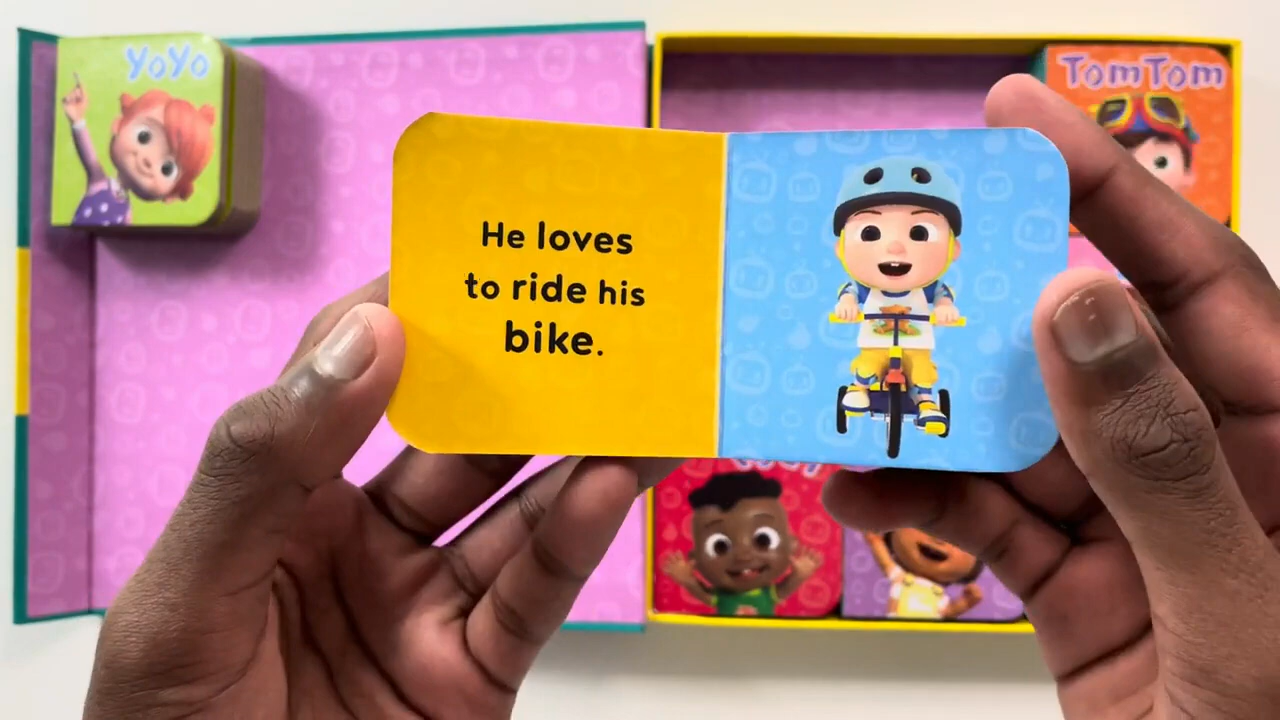 YoYo
TomTom
He loves
to ride his
bike.